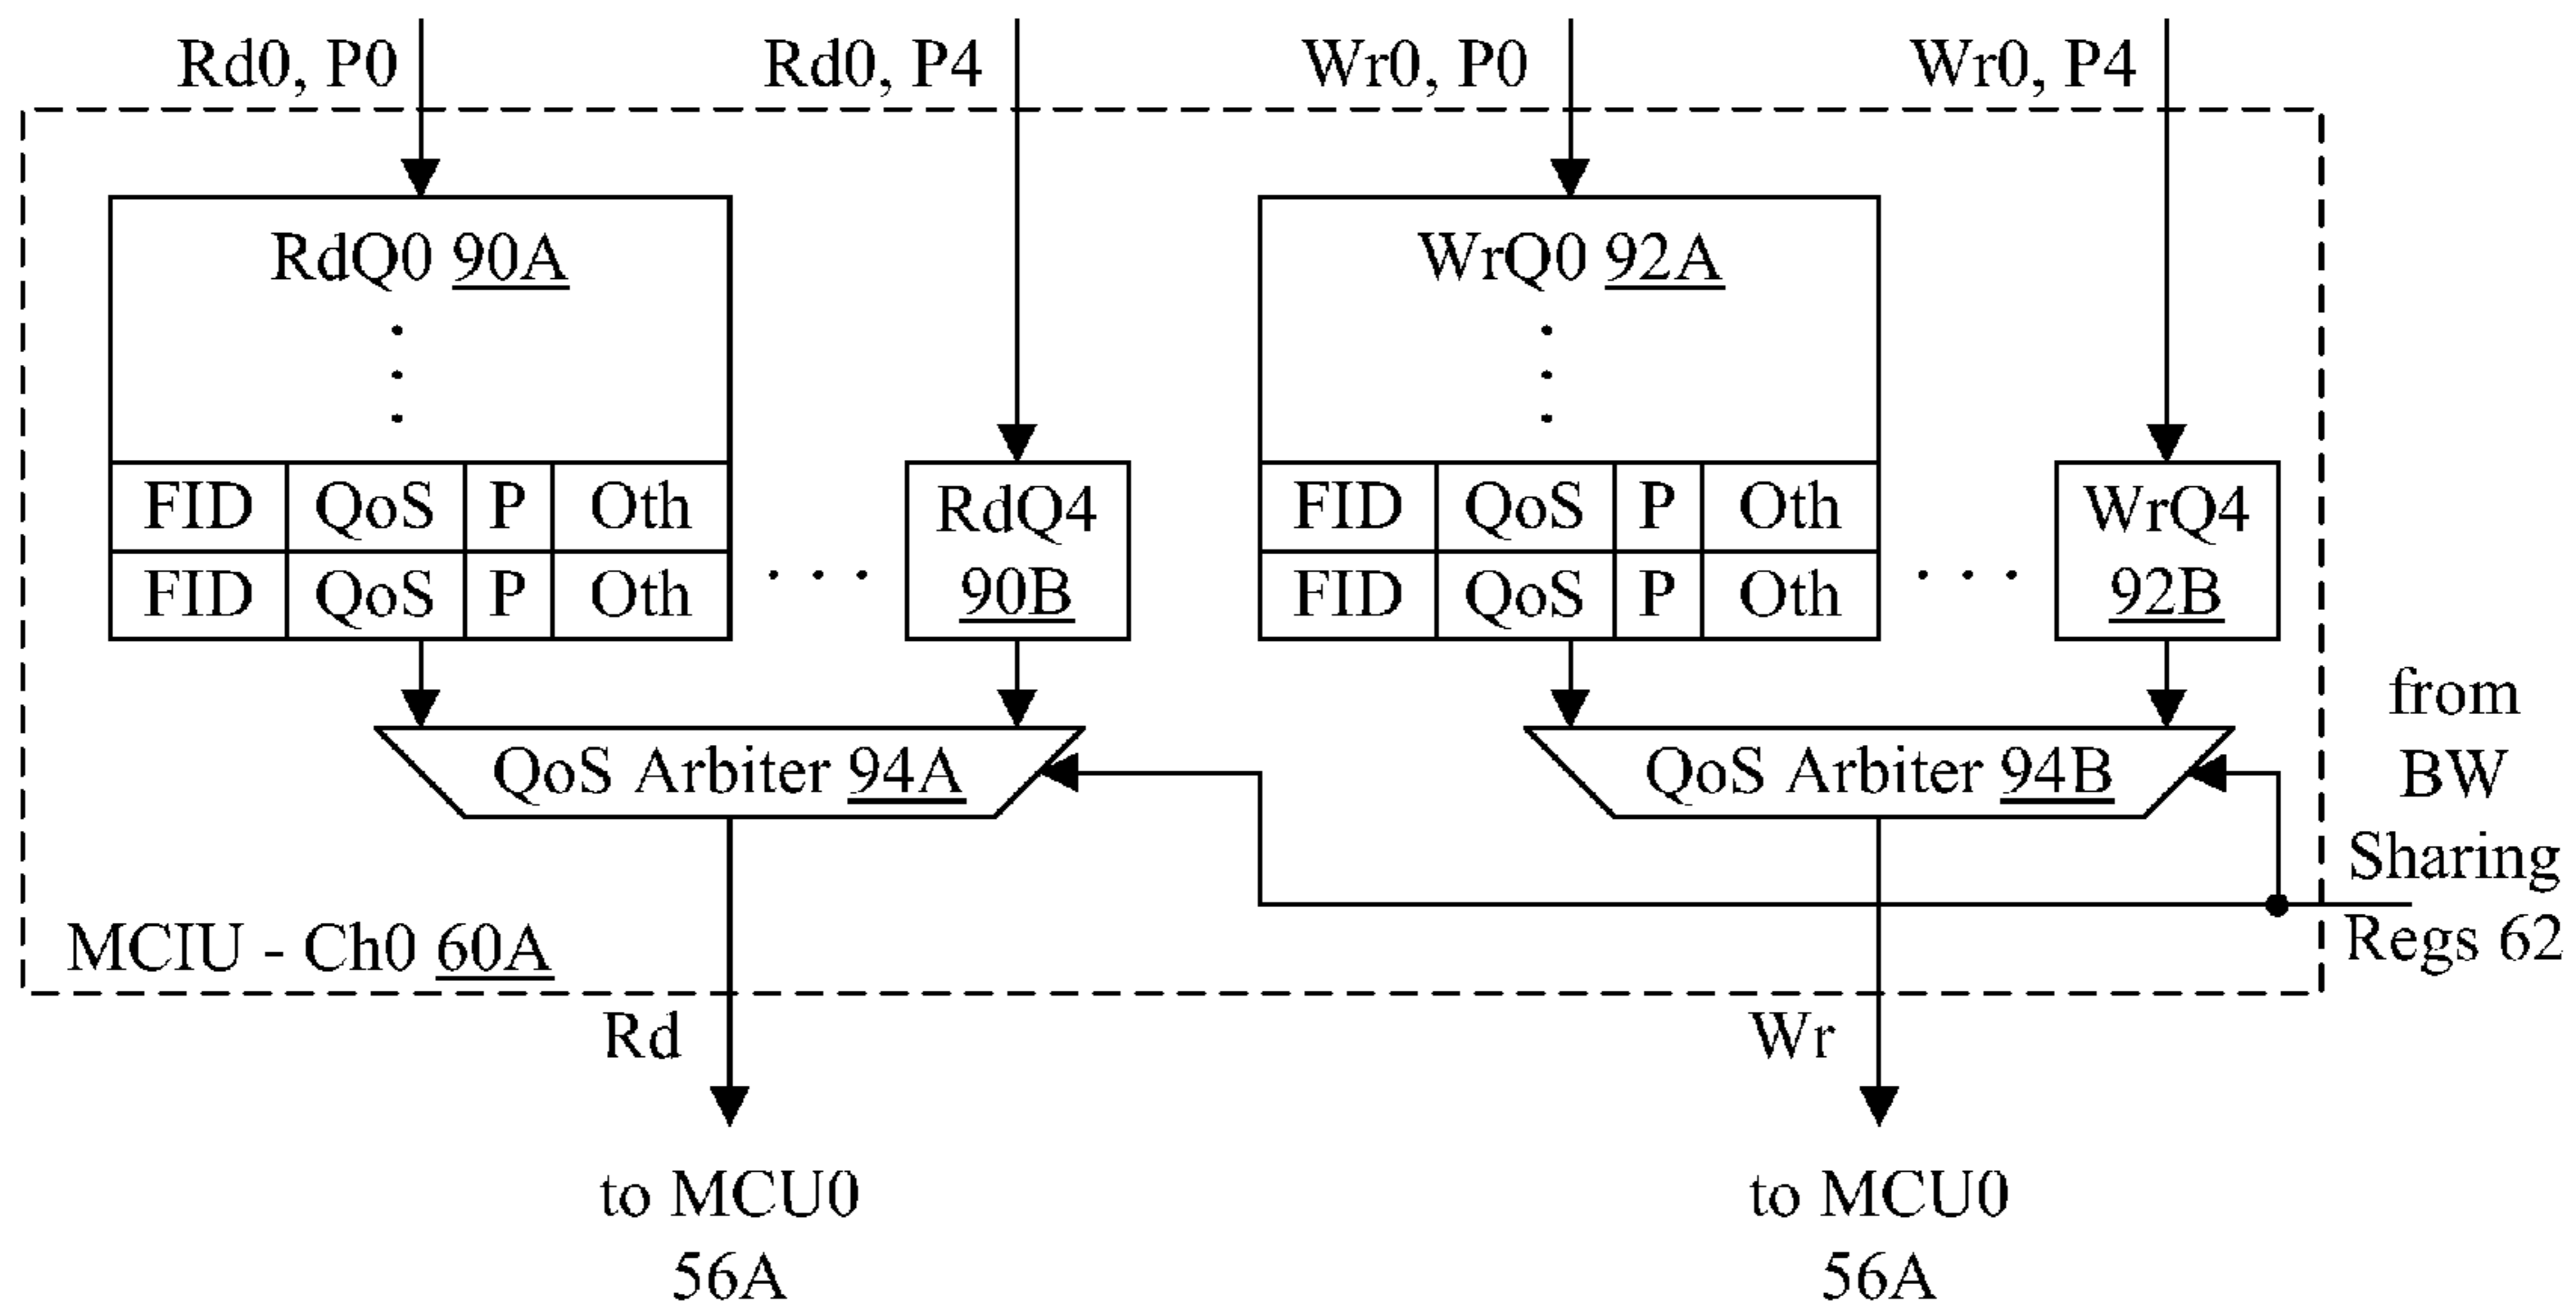 Rd0, P0
Rd0, P4
Wr0, P0
Wr0, P4
RdQ0 90A
WrQ0 92A
FID QoS P Oth
FID QoS P Oth
RdQ4
90B
FID QoS P Oth
FID QoS P Oth
WrQ4
92B
QoS Arbiter 94A
QoS Arbiter 94B
from
BW
Sharing
Regs 62
MCIU - Ch0 60A
Rd
Wr
to MCU0
56A
to MCU0
56A